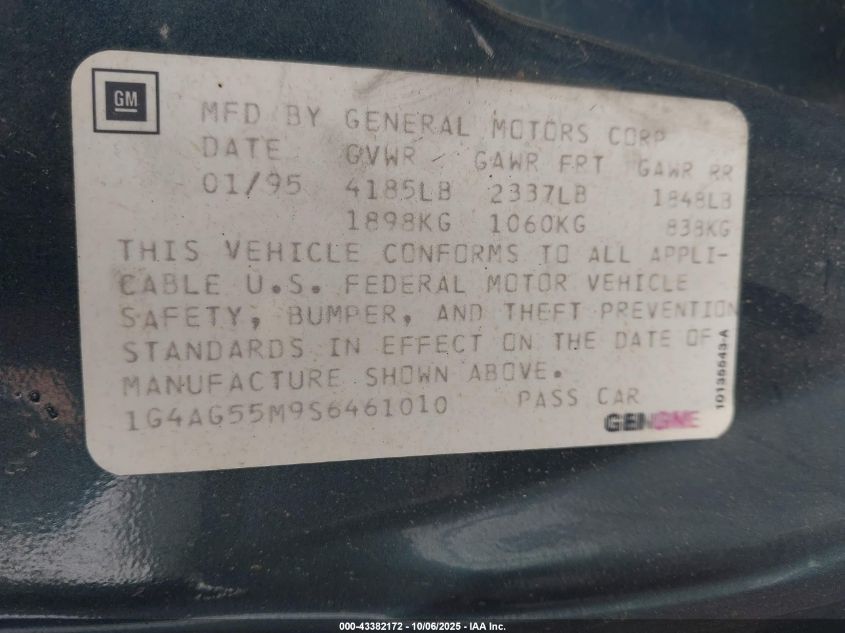 GM
MFD BY GENERAL MOTORS CORP
DATE GVWR GAWR FRT GAWR RR
01/95 4185LB 2337LB 1848LB
1898KG 1060KG 838KG
THIS VEHICLE CONFORMS TO ALL APPLI-
CABLE U.S. FEDERAL MOTOR VEHICLE
SAFETY, BUMPER, AND THEFT PREVENTION
STANDARDS IN EFFECT ON THE DATE OF
MANUFACTURE SHOWN ABOVE.
1G4AG55M9S6461010 PASS CAR
000-43382172 - 10/06/2025 - IAA Inc.